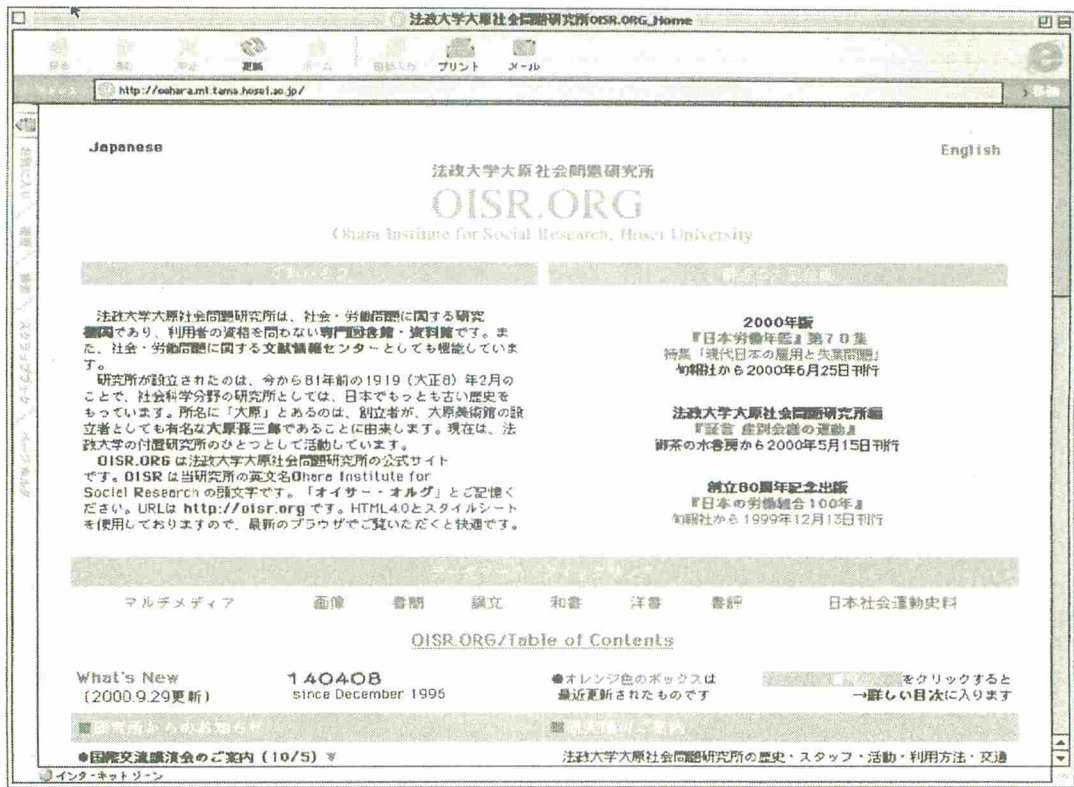 法政大学大原社会問題研究所OISR.ORG_Home
更新
プリント
メール
http://oohara.mt.tama.hosei.ac.jp/
Japanese
English
法政大学大原社会問題研究所
OISR.ORG
Ohara Institute for Social Research, Hosei University
法政大学大原社会問題研究所は、社会・労働問題に関する研究
機関であり、利用者の資格を問わない専門図書館・資料館です。ま
た、社会・労働問題に関する文献情報センターとしても機能していま
す。
研究所が設立されたのは、今から81年前の1919（大正8）年2月の
ことで、社会科学分野の研究所としては、日本でもっとも古い歴史を
もっています。所名に「大原」とあるのは、創立者が、大原美術館の設
立者としても有名な大原孫三郎であることに由来します。現在は、法
政大学の付置研究所のひとつとして活動しています。
OISR.ORG は法政大学大原社会問題研究所の公式サイト
です。OISR は当研究所の英文名Ohara Institute for
Social Research の頭文字です。「オイサー・オルグ」とご記憶く
ださい。URLは http://oisr.org です。HTML4.0とスタイルシート
を使用しておりますので、最新のブラウザでご覧いただくと快適です。
2000年版
『日本労働年鑑』第70集
特集「現代日本の雇用と失業問題」
旬報社から2000年6月25日刊行
法政大学大原社会問題研究所編
『証言 産別会議の運動』
御茶の水書房から2000年5月15日刊行
創立80周年記念出版
『日本の労働組合100年』
旬報社から1999年12月13日刊行
マルチメディア 画像 書簡 論文 和書 洋書 書評 日本社会運動史料
OISR.ORG/Table of Contents
What's New
(2000.9.29更新)
140408
since December 1996
●オレンジ色のボックスは
最近更新されたものです
をクリックすると
→詳しい目次に入ります
■研究所からのお知らせ
●国際交流講演会のご案内 (10/5) ▼
法政大学大原社会問題研究所の歴史・スタッフ・活動・利用方法・交通
インターネット ゾーン